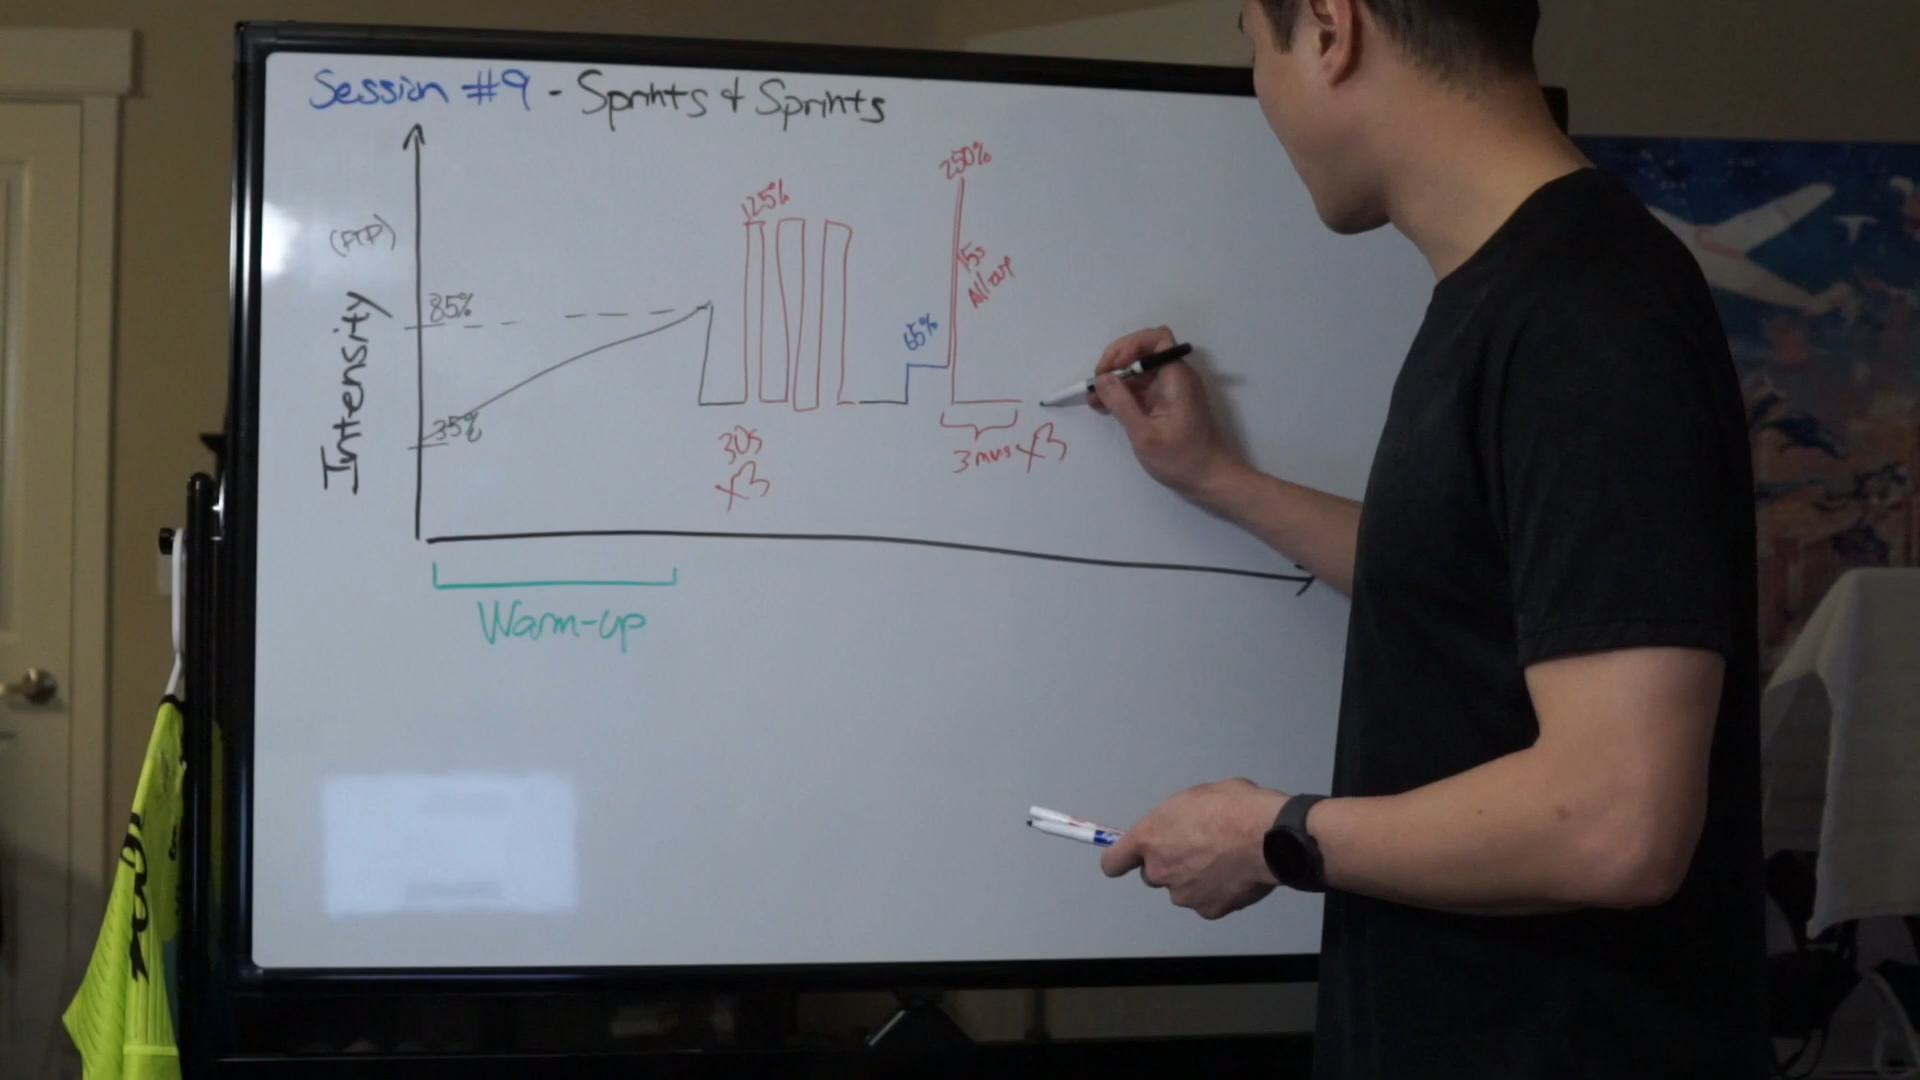 Session #9 - Sprints & Sprints
250%
125%
(FTP)
15s
All out
85%
65%
Intensity
35%
30s
x3
3 mins x3
Warm-up